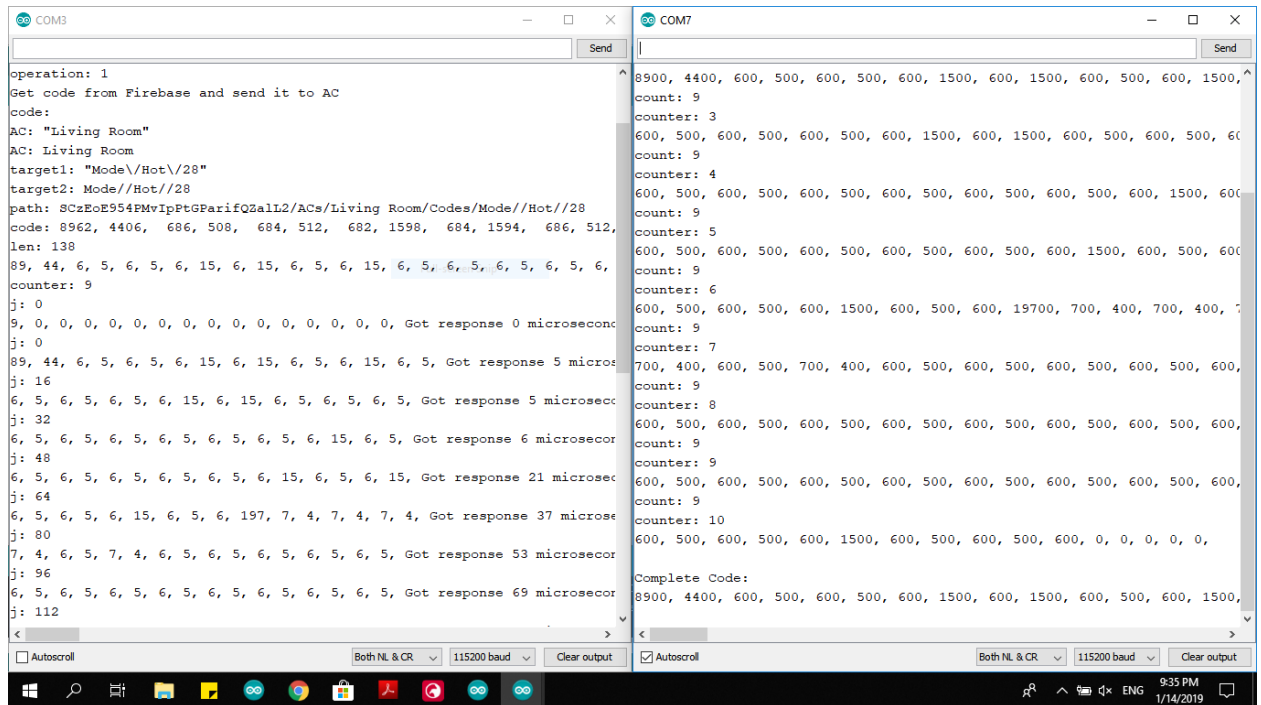 COM3
Send
operation: 1
Get code from Firebase and send it to AC
code:
AC: "Living Room"
AC: Living Room
target1: "Mode\/Hot\/28"
target2: Mode//Hot//28
path: SCzEoE954PMvIpPtGParifQZalL2/ACs/Living Room/Codes/Mode//Hot//28
code: 8962, 4406,  686, 508,  684, 512,  682, 1598,  684, 1594,  686, 512,
len: 138
89, 44, 6, 5, 6, 5, 6, 15, 6, 15, 6, 5, 6, 15, 6, 5, 6, 5, 6, 5, 6, 5, 6,
counter: 9
j: 0
9, 0, 0, 0, 0, 0, 0, 0, 0, 0, 0, 0, 0, 0, 0, 0, Got response 0 microsecond
j: 0
89, 44, 6, 5, 6, 5, 6, 15, 6, 15, 6, 5, 6, 15, 6, 5, Got response 5 micros
j: 16
6, 5, 6, 5, 6, 5, 6, 15, 6, 15, 6, 5, 6, 5, 6, 5, Got response 5 microsec
j: 32
6, 5, 6, 5, 6, 5, 6, 5, 6, 5, 6, 5, 6, 15, 6, 5, Got response 6 microsecon
j: 48
6, 5, 6, 5, 6, 5, 6, 5, 6, 5, 6, 15, 6, 5, 6, 15, Got response 21 microsec
j: 64
6, 5, 6, 5, 6, 15, 6, 5, 6, 197, 7, 4, 7, 4, 7, 4, Got response 37 microse
j: 80
7, 4, 6, 5, 7, 4, 6, 5, 6, 5, 6, 5, 6, 5, 6, 5, Got response 53 microsecon
j: 96
6, 5, 6, 5, 6, 5, 6, 5, 6, 5, 6, 5, 6, 5, 6, 5, Got response 69 microsecon
j: 112
Autoscroll
Both NL & CR
115200 baud
Clear output
COM7
Send
8900, 4400, 600, 500, 600, 500, 600, 1500, 600, 1500, 600, 500, 600, 1500,
count: 9
counter: 3
600, 500, 600, 500, 600, 500, 600, 1500, 600, 1500, 600, 500, 600, 500, 60
count: 9
counter: 4
600, 500, 600, 500, 600, 500, 600, 500, 600, 500, 600, 500, 600, 1500, 600
count: 9
counter: 5
600, 500, 600, 500, 600, 500, 600, 500, 600, 500, 600, 1500, 600, 500, 600
count: 9
counter: 6
600, 500, 600, 500, 600, 1500, 600, 500, 600, 19700, 700, 400, 700, 400, 7
count: 9
counter: 7
700, 400, 600, 500, 700, 400, 600, 500, 600, 500, 600, 500, 600, 500, 600,
count: 9
counter: 8
600, 500, 600, 500, 600, 500, 600, 500, 600, 500, 600, 500, 600, 500, 600,
count: 9
counter: 9
600, 500, 600, 500, 600, 500, 600, 500, 600, 500, 600, 500, 600, 500, 600,
count: 9
counter: 10
600, 500, 600, 500, 600, 1500, 600, 500, 600, 500, 600, 0, 0, 0, 0, 0,
Complete Code:
8900, 4400, 600, 500, 600, 500, 600, 1500, 600, 1500, 600, 500, 600, 1500,
Autoscroll
Both NL & CR
115200 baud
Clear output
ENG
9:35 PM
1/14/2019